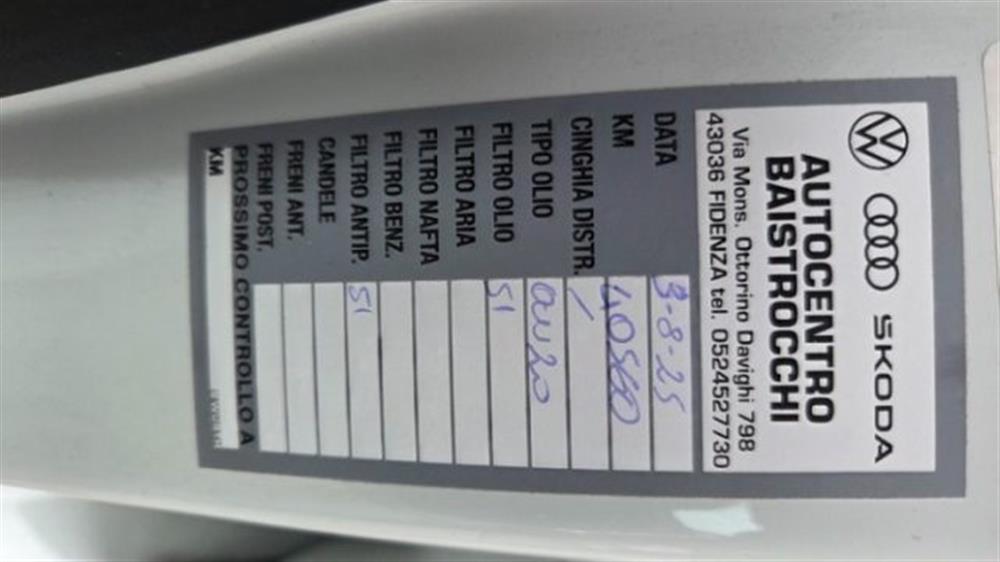 SKODA
AUTOCENTRO
BAISTROCCHI
Via Mons. Ottorino Davighi 798
43036 FIDENZA tel. 0524527730
DATA 3-8-25
KM 40560
CINGHIA DISTR. /
TIPO OLIO 0W20
FILTRO OLIO SI
FILTRO ARIA
FILTRO NAFTA
FILTRO BENZ.
FILTRO ANTIP. SI
CANDELE
FRENI ANT.
FRENI POST.
PROSSIMO CONTROLLO A
KM